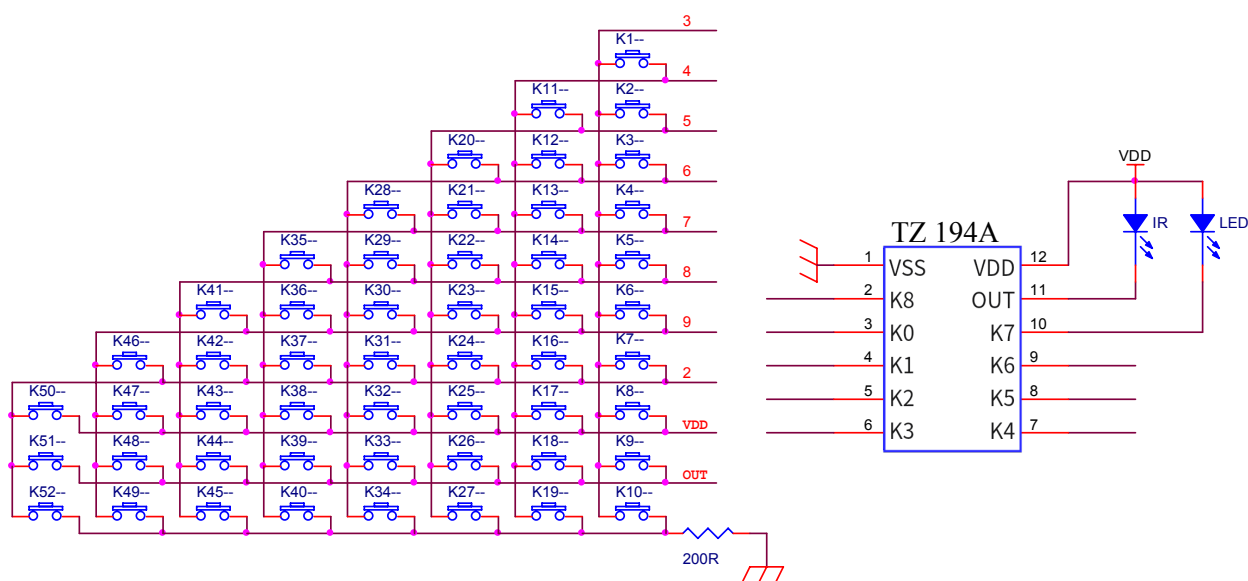 3
K1--
4
K11-- K2--
5
K20-- K12-- K3--
6
K28-- K21-- K13-- K4--
7
K35-- K29-- K22-- K14-- K5--
8
K41-- K36-- K30-- K23-- K15-- K6--
9
K46-- K42-- K37-- K31-- K24-- K16-- K7--
2
K50-- K47-- K43-- K38-- K32-- K25-- K17-- K8--
VDD
K51-- K48-- K44-- K39-- K33-- K26-- K18-- K9--
OUT
K52-- K49-- K45-- K40-- K34-- K27-- K19-- K10--
200R
VDD
IR LED
TZ 194A
1 VSS VDD 12
2 K8 OUT 11
3 K0 K7 10
4 K1 K6 9
5 K2 K5 8
6 K3 K4 7